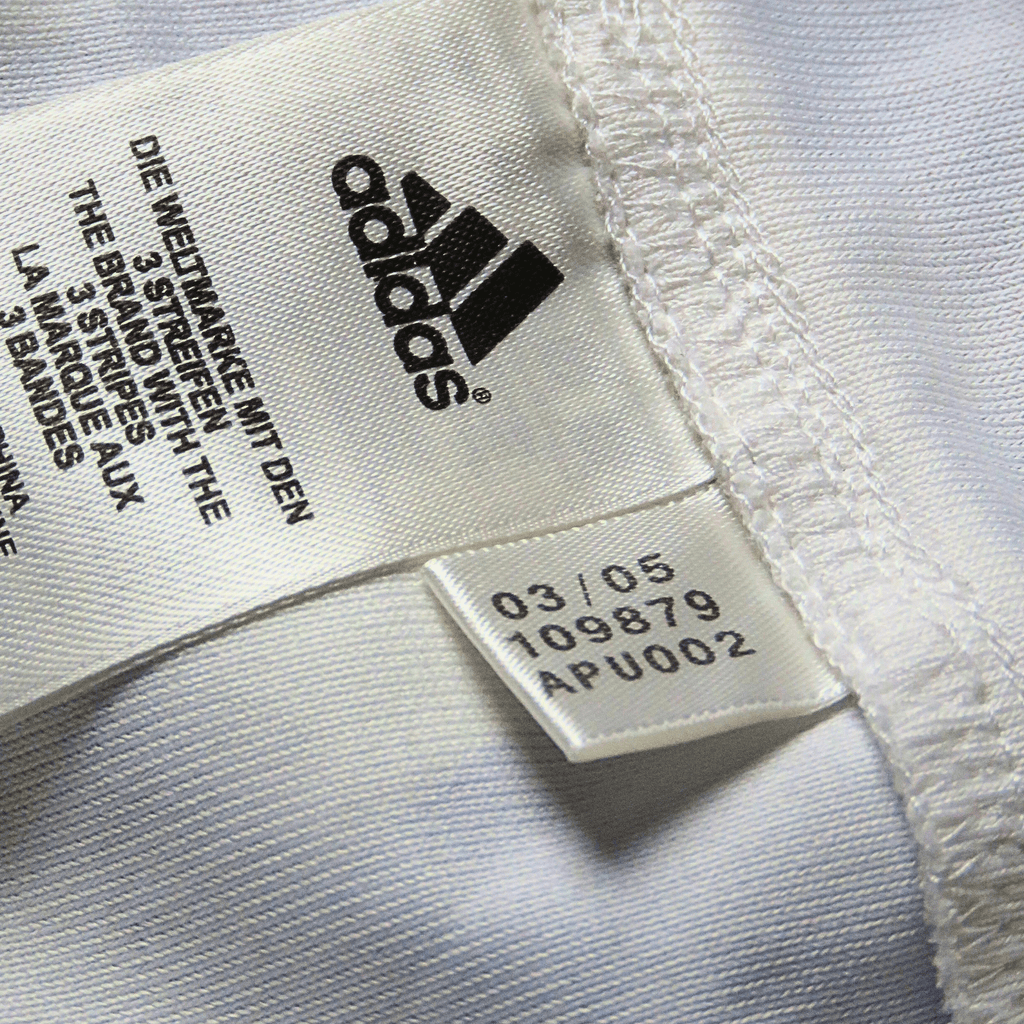 adidas®
DIE WELTMARKE MIT DEN
3 STREIFEN
THE BRAND WITH THE
3 STRIPES
LA MARQUE AUX
3 BANDES
03/05
109879
APU002